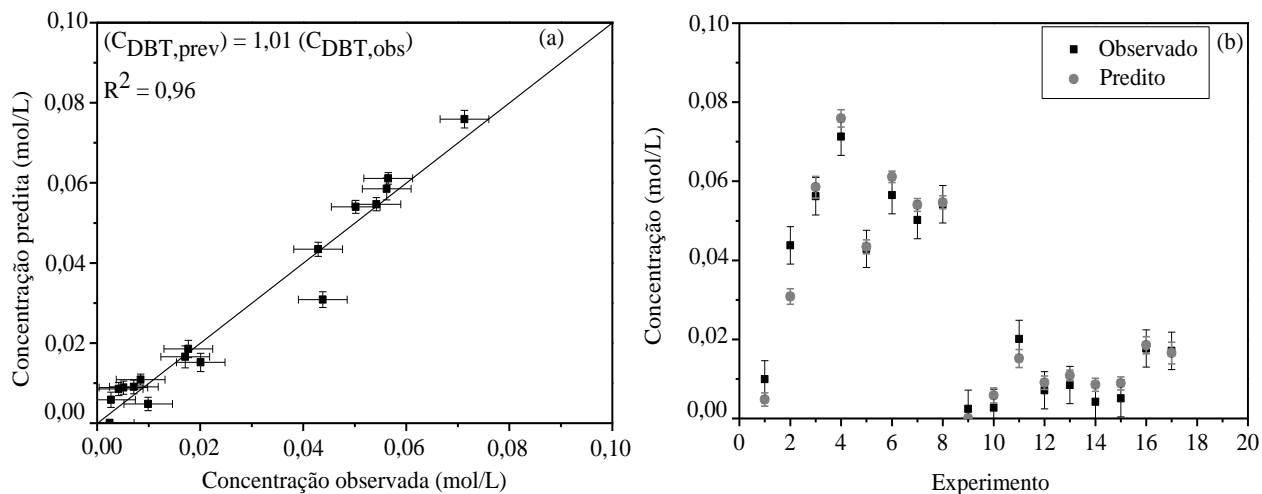 (C_DBT,prev) = 1,01 (C_DBT,obs)
R² = 0,96
(a)
0,10
0,08
0,06
0,04
0,02
0,00
Concentração predita (mol/L)
0,00 0,02 0,04 0,06 0,08 0,10
Concentração observada (mol/L)
Observado
Predito
(b)
0,10
0,08
0,06
0,04
0,02
0,00
Concentração (mol/L)
0 2 4 6 8 10 12 14 16 18 20
Experimento